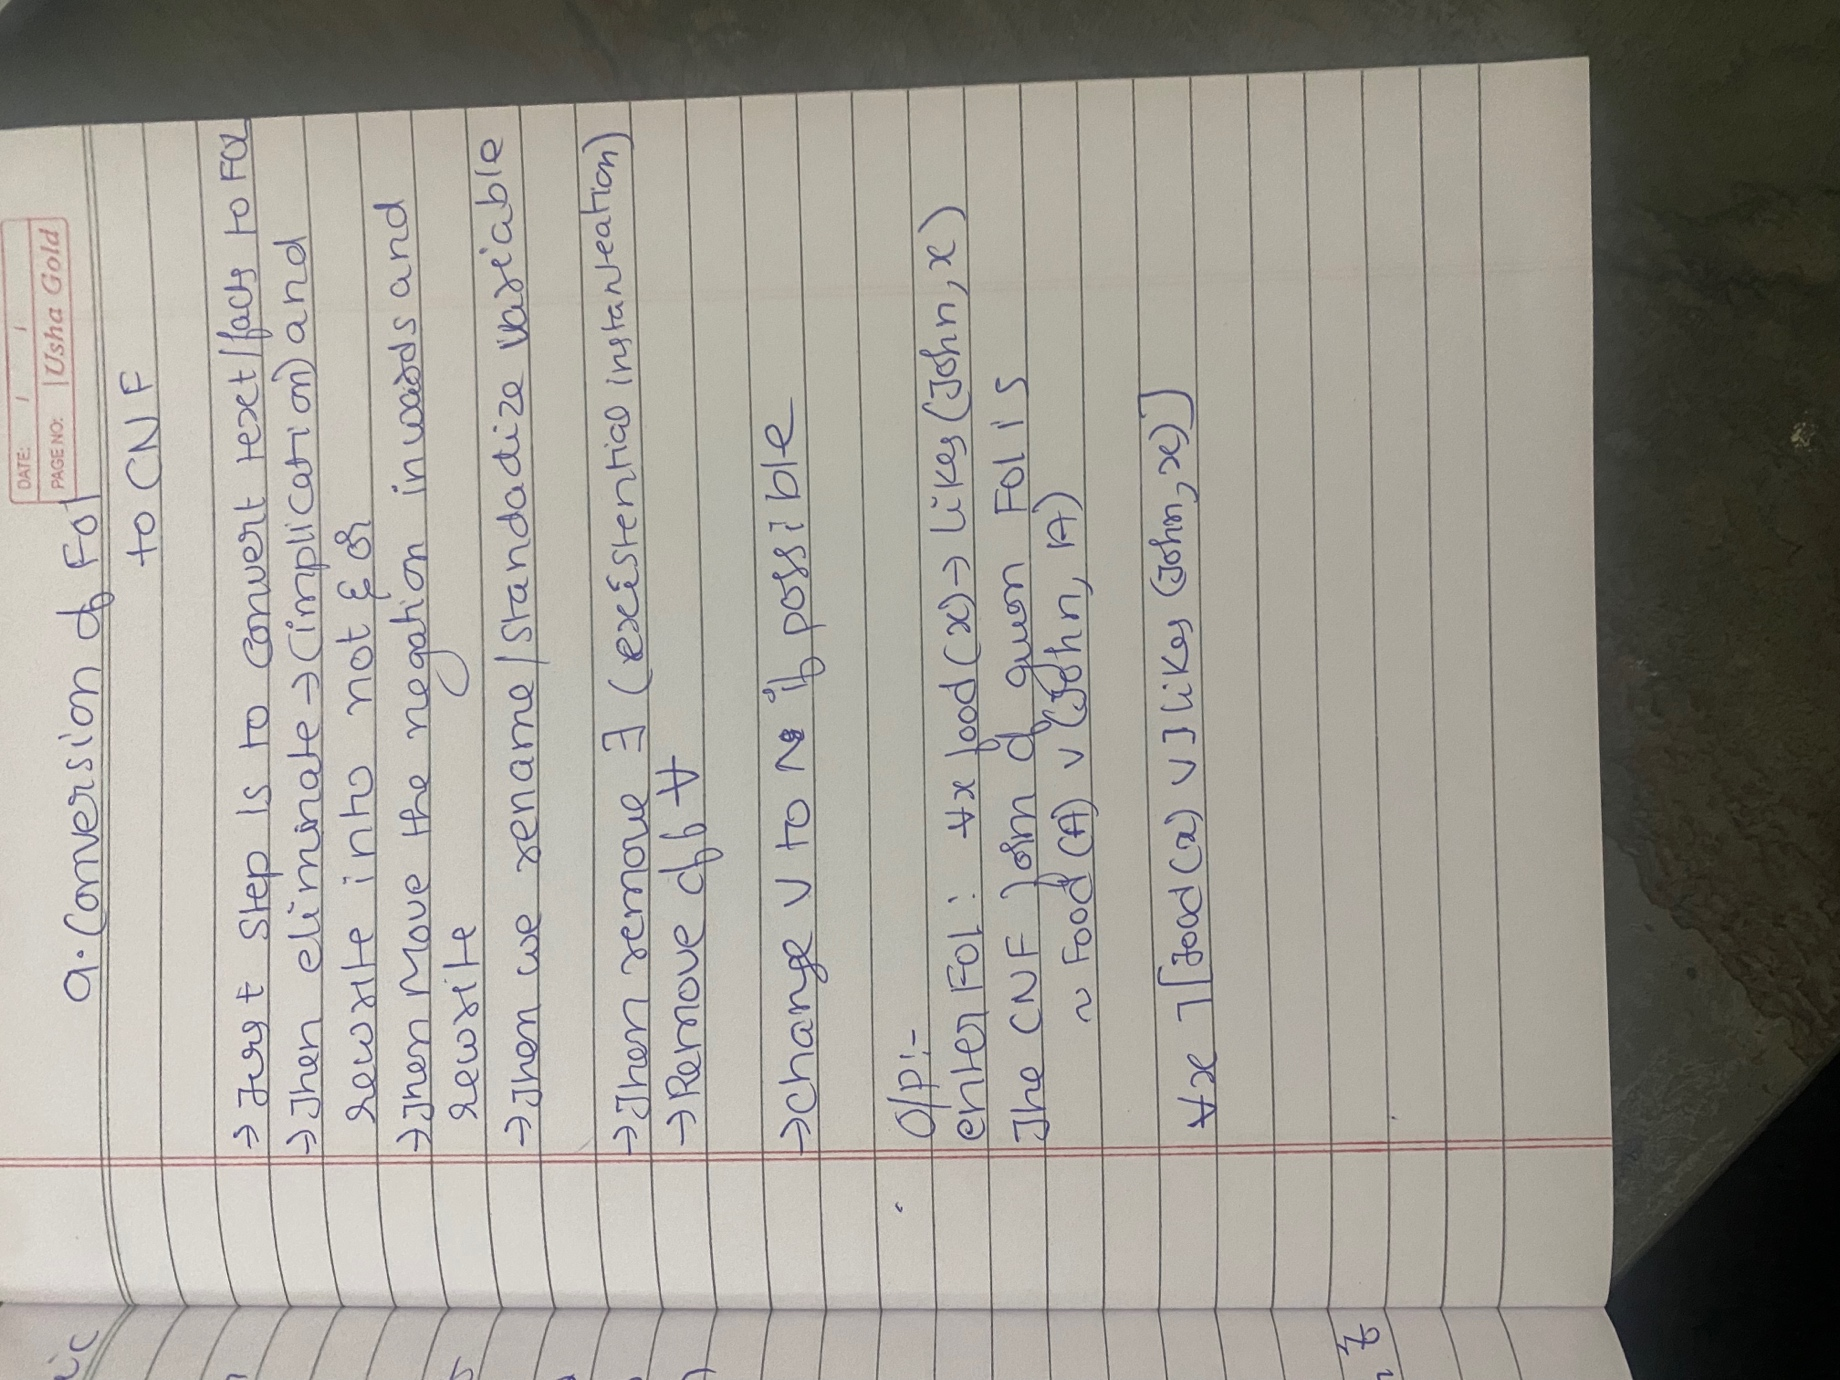 DATE: / /
PAGE NO: Usha Gold
9. Conversion of Fol
to CNF
→ First Step Is to convert text/facts to FOL
→ Then eliminate → (implication) and
rewrite into not & or
→ Then Move the negation inwards and
rewrite
→ Then we rename/standadize variable
→ Then remove ∃ (existential instanteation)
→ Remove off ∀
→ change ∨ to ∧ if possible
O/P:-
enter FOL: ∀x food(x) → likes(John, x)
The CNF form of given FOL is
~ Food(A) ∨ (John, A)
∀x ¬[food(x) ∨ ] likes (John, x)]